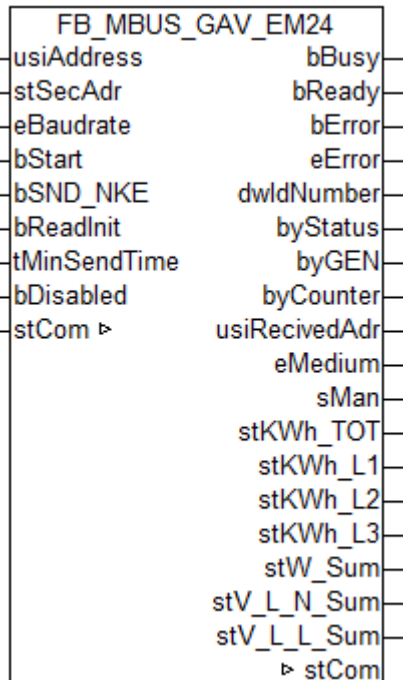 FB_MBUS_GAV_EM24
usiAddress bBusy
stSecAdr bReady
eBaudrate bError
bStart eError
bSND_NKE dwIdNumber
bReadInit byStatus
tMinSendTime byGEN
bDisabled byCounter
stCom ▹ usiRecivedAdr
eMedium
sMan
stKWh_TOT
stKWh_L1
stKWh_L2
stKWh_L3
stW_Sum
stV_L_N_Sum
stV_L_L_Sum
▹ stCom